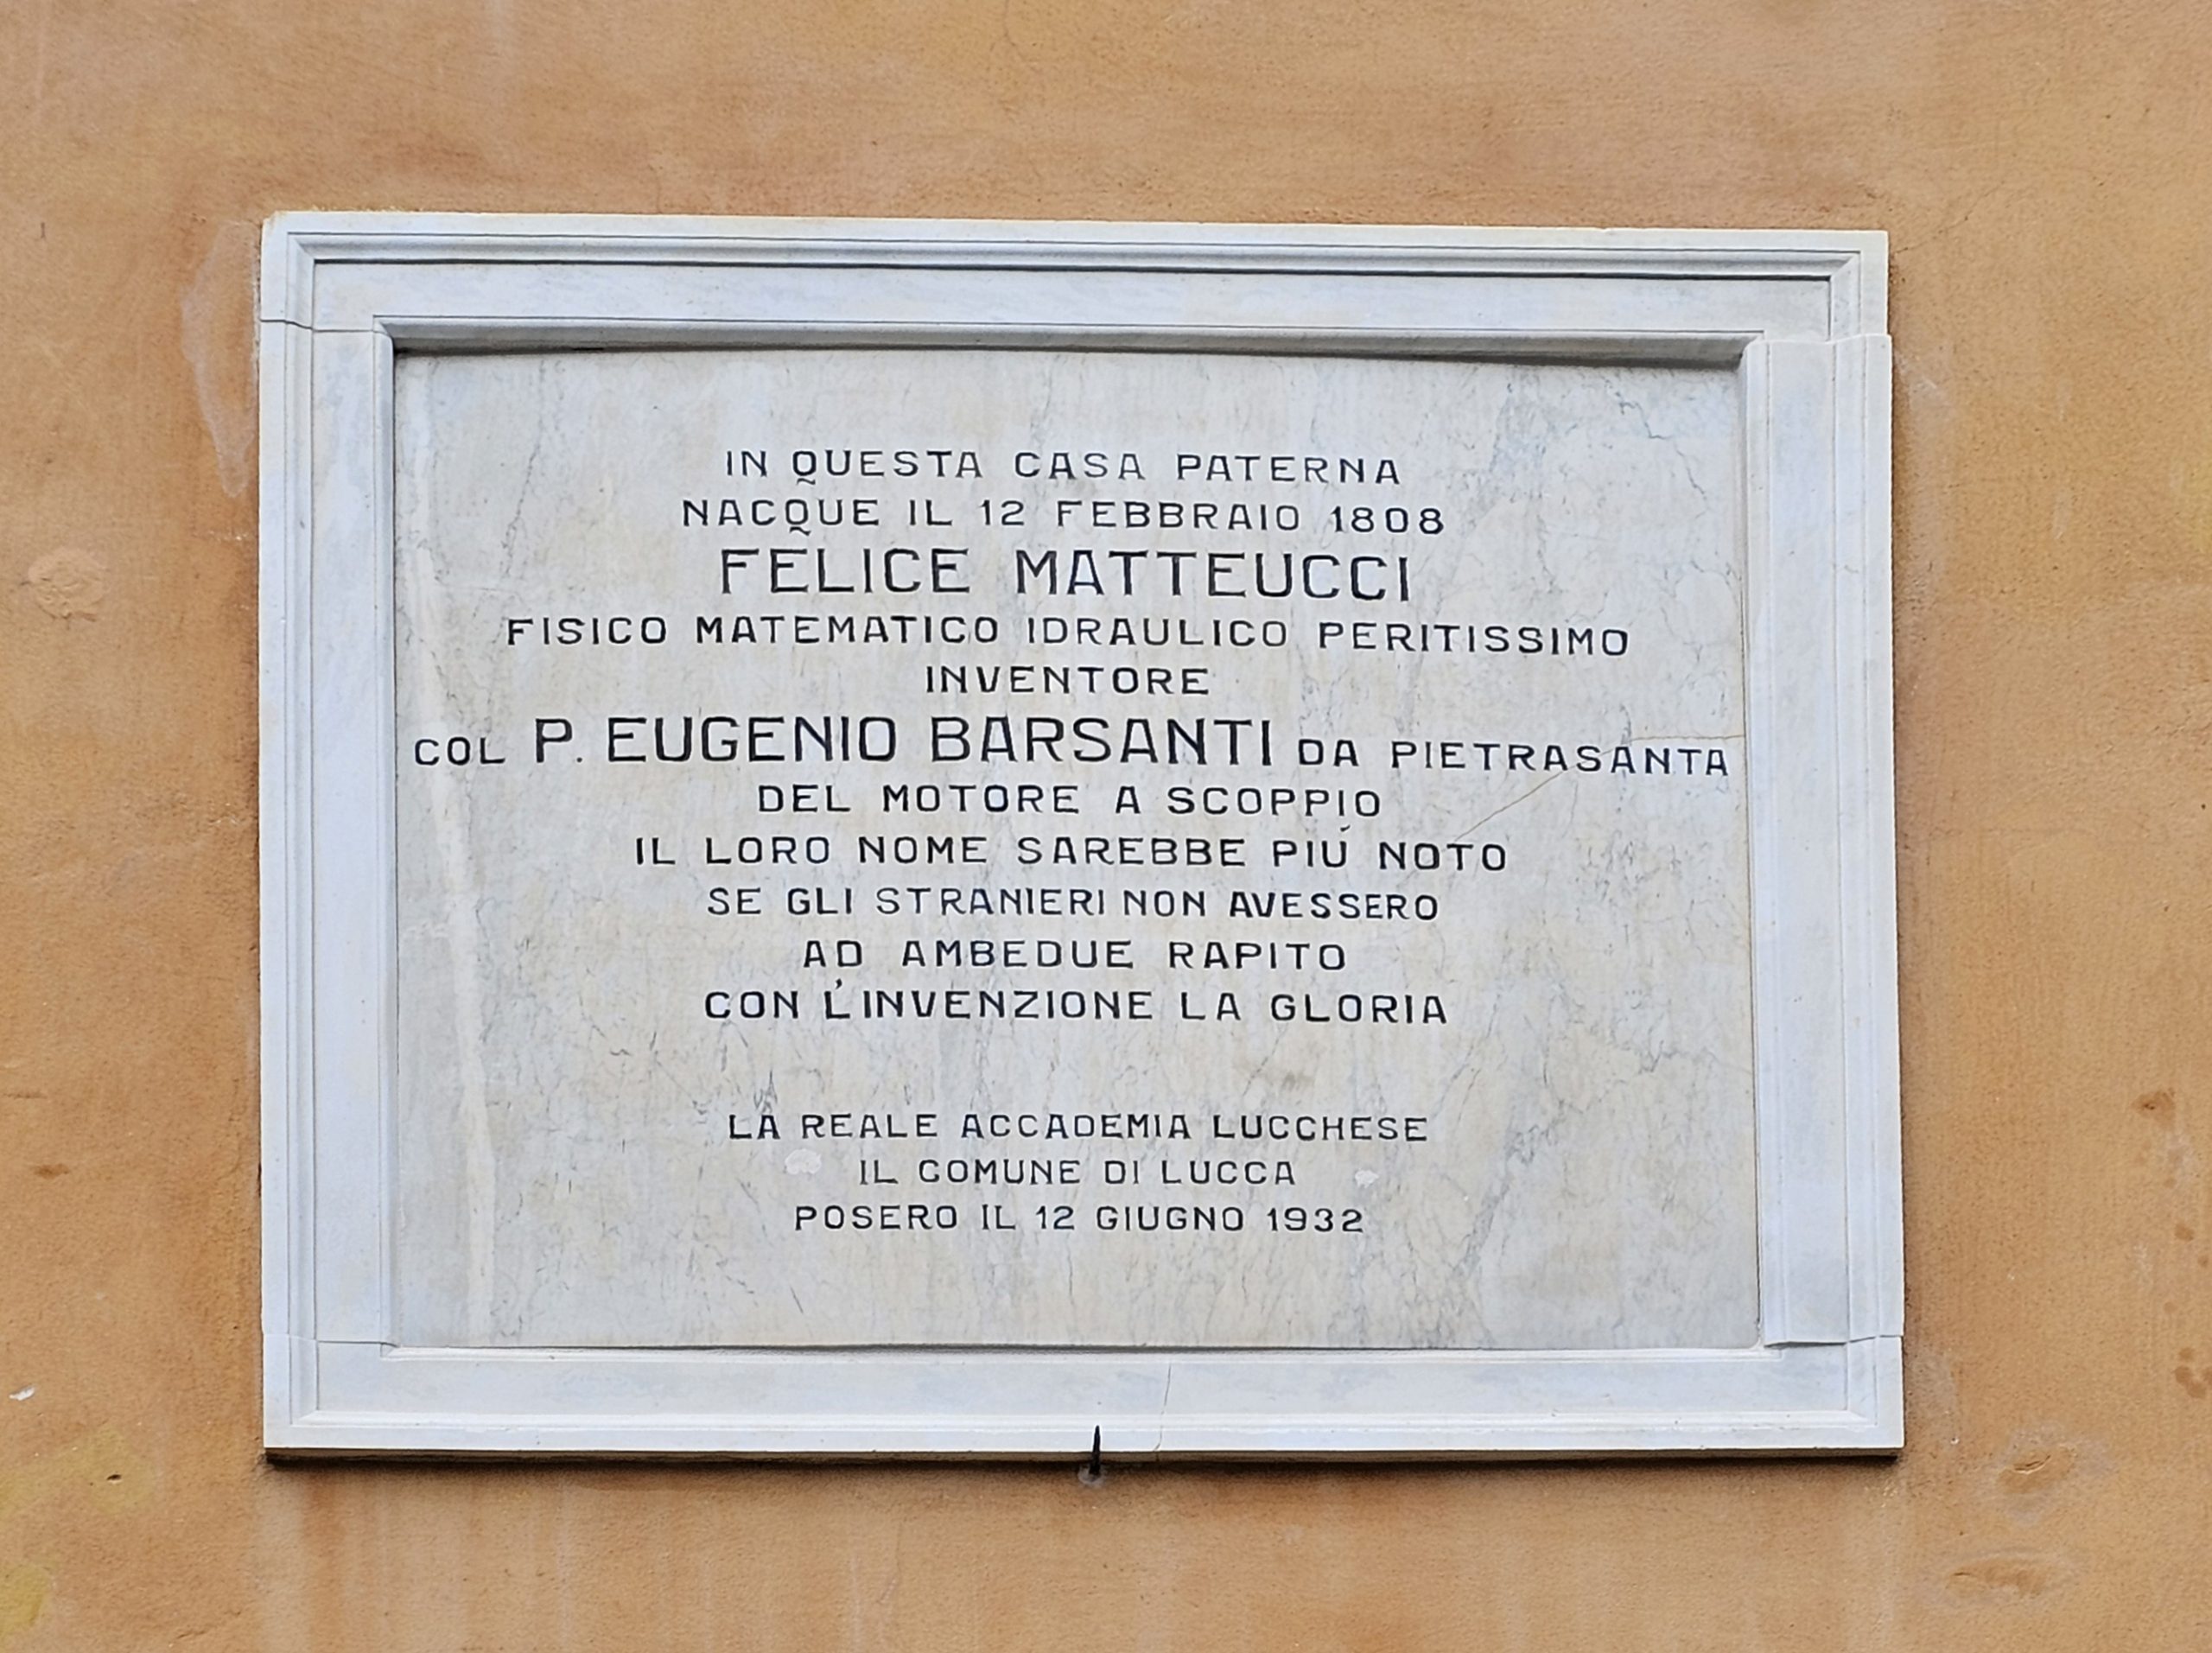 IN QUESTA CASA PATERNA
NACQUE IL 12 FEBBRAIO 1808
FELICE MATTEUCCI
FISICO MATEMATICO IDRAULICO PERITISSIMO
INVENTORE
COL P. EUGENIO BARSANTI DA PIETRASANTA
DEL MOTORE A SCOPPIO
IL LORO NOME SAREBBE PIÚ NOTO
SE GLI STRANIERI NON AVESSERO
AD AMBEDUE RAPITO
CON L'INVENZIONE LA GLORIA
LA REALE ACCADEMIA LUCCHESE
IL COMUNE DI LUCCA
POSERO IL 12 GIUGNO 1932